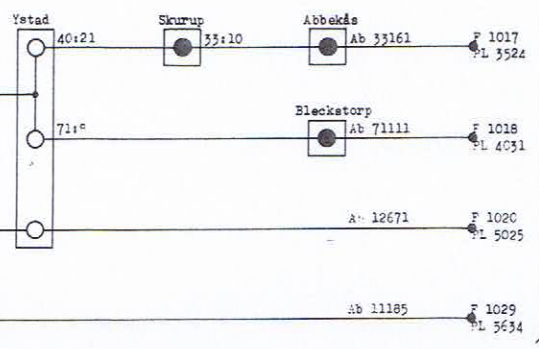 Ystad Skurup Abbekås
40:21 33:10 Ab 33161 F 1017
PL 3524
Bleckstorp
Ab 71111 F 1018
PL 4031
12671 F 1020
PL 5025
Ab 11185 F 1029
PL 5634